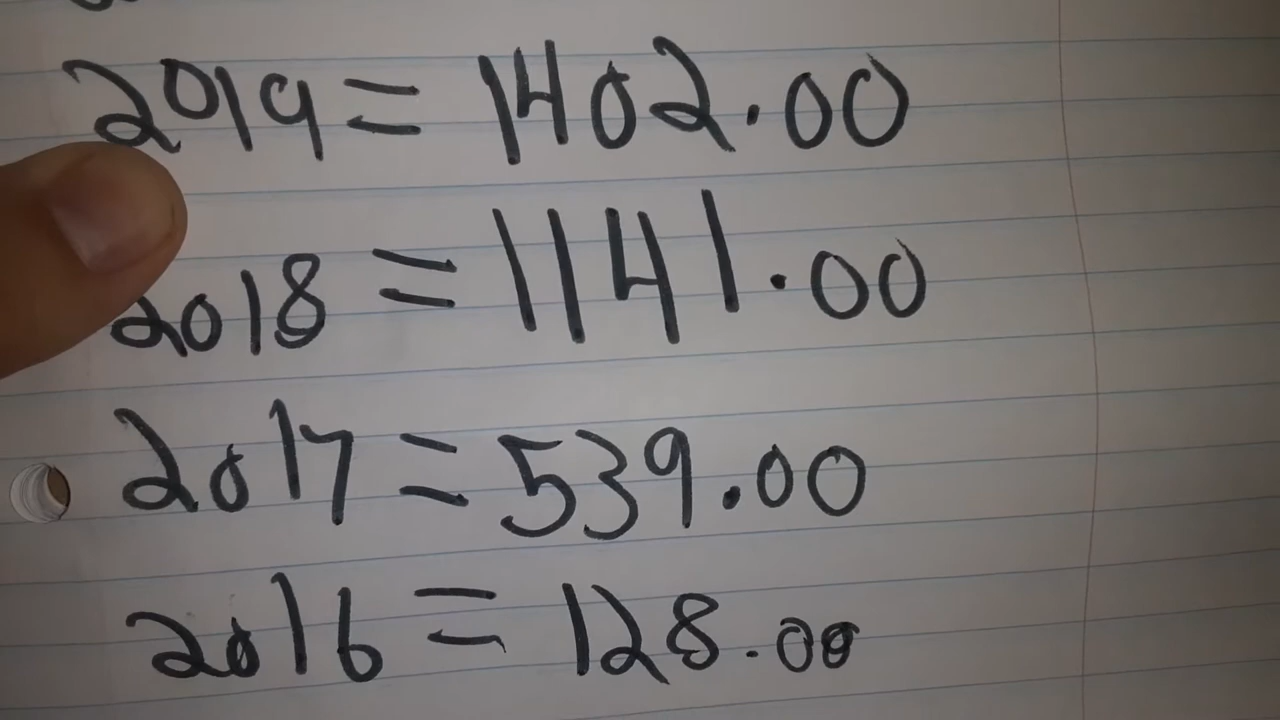 2019 = 1402.00
2018 = 1141.00
2017 = 539.00
2016 = 128.00